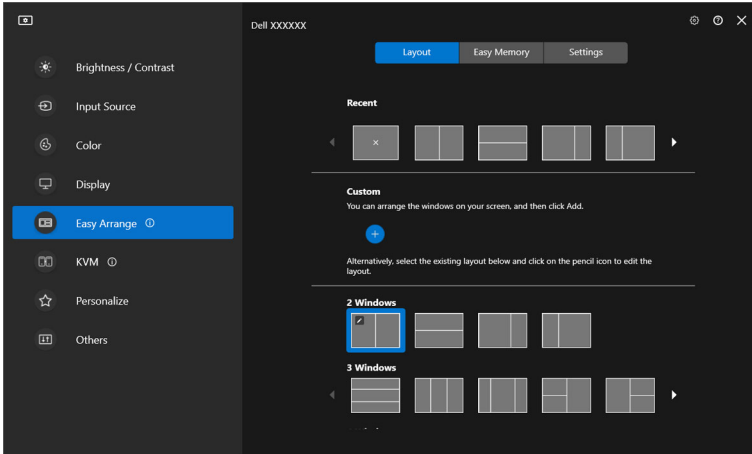 Dell XXXXXX
Brightness / Contrast
Input Source
Color
Display
Easy Arrange
KVM
Personalize
Others
Layout
Easy Memory
Settings
Recent
Custom
You can arrange the windows on your screen, and then click Add.
Alternatively, select the existing layout below and click on the pencil icon to edit the
layout.
2 Windows
3 Windows